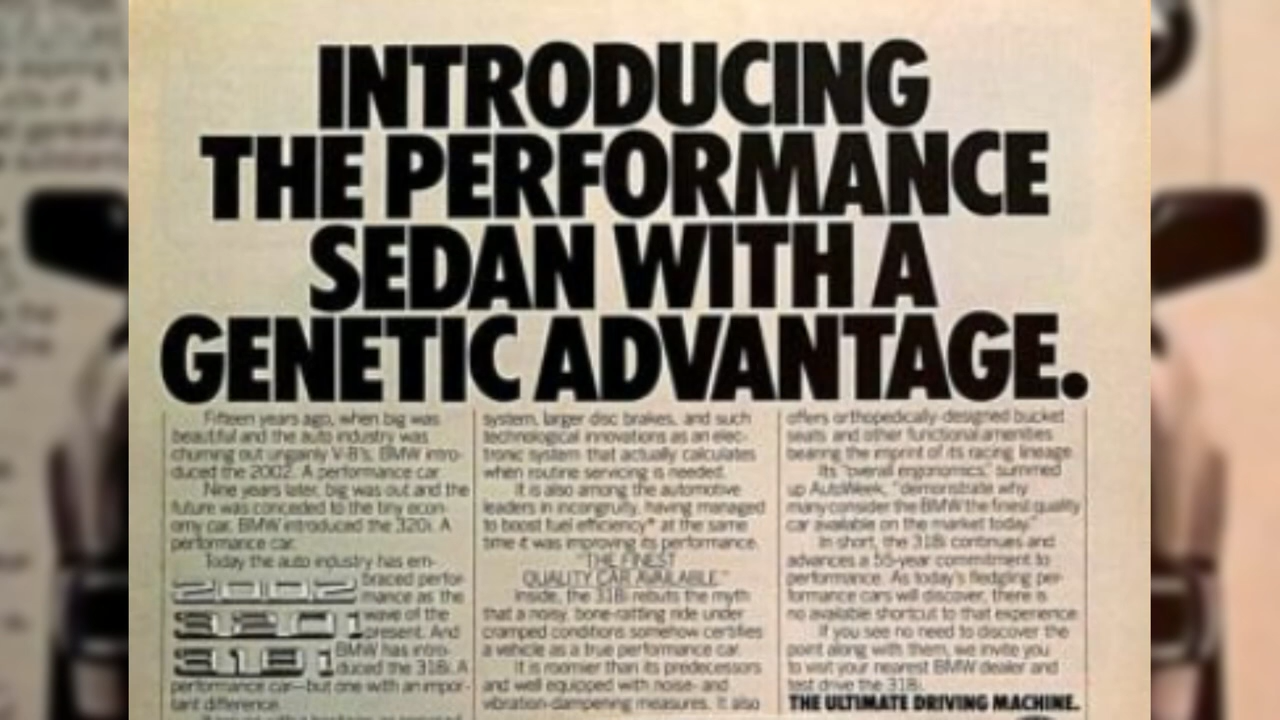 INTRODUCING
THE PERFORMANCE
SEDAN WITH A
GENETIC ADVANTAGE.
Fifteen years ago, when big was
beautiful and the auto industry was
churning out ungainly V-8's, BMW intro-
duced the 2002. A performance car.
Nine years later, big was out and the
future was conceded to the tiny econ-
omy car. BMW introduced the 320i. A
performance car.
Today the auto industry has em-
braced perfor-
mance as the
wave of the
present. And
BMW has intro-
duced the 318i. A
2002
320i
318i
performance car—but one with an impor-
tant difference.
system, larger disc brakes, and such
technological innovations as an elec-
tronic system that actually calculates
when routine servicing is needed.
It is also among the automotive
leaders in incongruity, having managed
to boost fuel efficiency* at the same
time it was improving its performance.
"THE FINEST
QUALITY CAR AVAILABLE"
Inside, the 318i rebuts the myth
that a noisy, bone-rattling ride under
cramped conditions somehow certifies
a vehicle as a true performance car.
It is roomier than its predecessors
and well equipped with noise- and
vibration-dampening measures. It also
offers orthopedically-designed bucket
seats and other functional amenities
bearing the imprint of its racing lineage.
Its "overall ergonomics," summed
up AutoWeek, "demonstrate why
many consider the BMW the finest quality
car available on the market today."
In short, the 318i continues and
advances a 55-year commitment to
performance. As today's fledgling per-
formance cars will discover, there is
no available shortcut to that experience.
If you see no need to discover the
point along with them, we invite you
to visit your nearest BMW dealer and
test drive the 318i.
THE ULTIMATE DRIVING MACHINE.